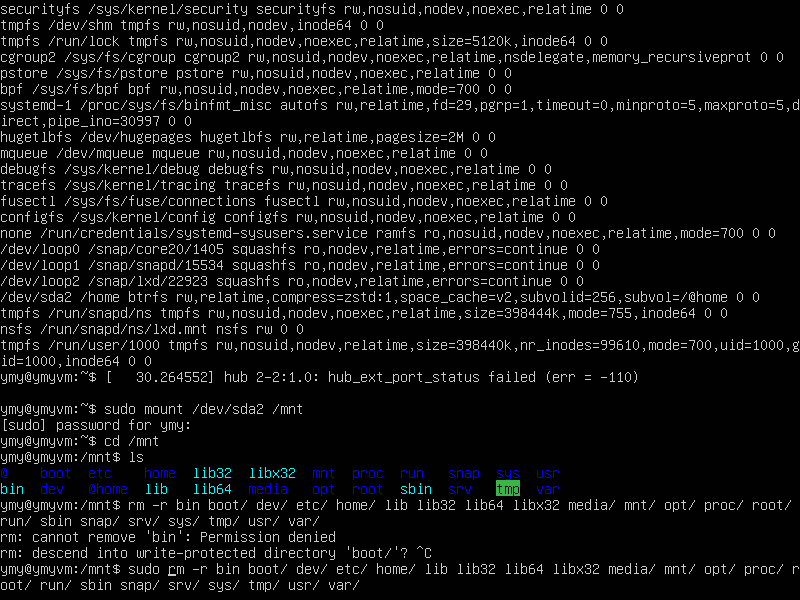 securityfs /sys/kernel/security securityfs rw,nosuid,nodev,noexec,relatime 0 0
tmpfs /dev/shm tmpfs rw,nosuid,nodev,inode64 0 0
tmpfs /run/lock tmpfs rw,nosuid,nodev,noexec,relatime,size=5120k,inode64 0 0
cgroup2 /sys/fs/cgroup cgroup2 rw,nosuid,nodev,noexec,relatime,nsdelegate,memory_recursiveprot 0 0
pstore /sys/fs/pstore pstore rw,nosuid,nodev,noexec,relatime 0 0
bpf /sys/fs/bpf bpf rw,nosuid,nodev,noexec,relatime,mode=700 0 0
systemd-1 /proc/sys/fs/binfmt_misc autofs rw,relatime,fd=29,pgrp=1,timeout=0,minproto=5,maxproto=5,d
irect,pipe_ino=30997 0 0
hugetlbfs /dev/hugepages hugetlbfs rw,relatime,pagesize=2M 0 0
mqueue /dev/mqueue mqueue rw,nosuid,nodev,noexec,relatime 0 0
debugfs /sys/kernel/debug debugfs rw,nosuid,nodev,noexec,relatime 0 0
tracefs /sys/kernel/tracing tracefs rw,nosuid,nodev,noexec,relatime 0 0
fusectl /sys/fs/fuse/connections fusectl rw,nosuid,nodev,noexec,relatime 0 0
configfs /sys/kernel/config configfs rw,nosuid,nodev,noexec,relatime 0 0
none /run/credentials/systemd-sysusers.service ramfs ro,nosuid,nodev,noexec,relatime,mode=700 0 0
/dev/loop0 /snap/core20/1405 squashfs ro,nodev,relatime,errors=continue 0 0
/dev/loop1 /snap/snapd/15534 squashfs ro,nodev,relatime,errors=continue 0 0
/dev/loop2 /snap/lxd/22923 squashfs ro,nodev,relatime,errors=continue 0 0
/dev/sda2 /home btrfs rw,relatime,compress=zstd:1,space_cache=v2,subvolid=256,subvol=/@home 0 0
tmpfs /run/snapd/ns tmpfs rw,nosuid,nodev,noexec,relatime,size=398444k,mode=755,inode64 0 0
nsfs /run/snapd/ns/lxd.mnt nsfs rw 0 0
tmpfs /run/user/1000 tmpfs rw,nosuid,nodev,relatime,size=398440k,nr_inodes=99610,mode=700,uid=1000,g
id=1000,inode64 0 0
ymy@ymyvm:~$ [   30.264552] hub 2-2:1.0: hub_ext_port_status failed (err = -110)
ymy@ymyvm:~$ sudo mount /dev/sda2 /mnt
[sudo] password for ymy:
ymy@ymyvm:~$ cd /mnt
ymy@ymyvm:/mnt$ ls
@    boot  etc    home  lib32  libx32  mnt  proc  run   snap  sys  usr
bin  dev   @home  lib   lib64  media   opt  root  sbin  srv   tmp  var
ymy@ymyvm:/mnt$ rm -r bin boot/ dev/ etc/ home/ lib lib32 lib64 libx32 media/ mnt/ opt/ proc/ root/
run/ sbin snap/ srv/ sys/ tmp/ usr/ var/
rm: cannot remove 'bin': Permission denied
rm: descend into write-protected directory 'boot/'? ^C
ymy@ymyvm:/mnt$ sudo rm -r bin boot/ dev/ etc/ home/ lib lib32 lib64 libx32 media/ mnt/ opt/ proc/ r
oot/ run/ sbin snap/ srv/ sys/ tmp/ usr/ var/